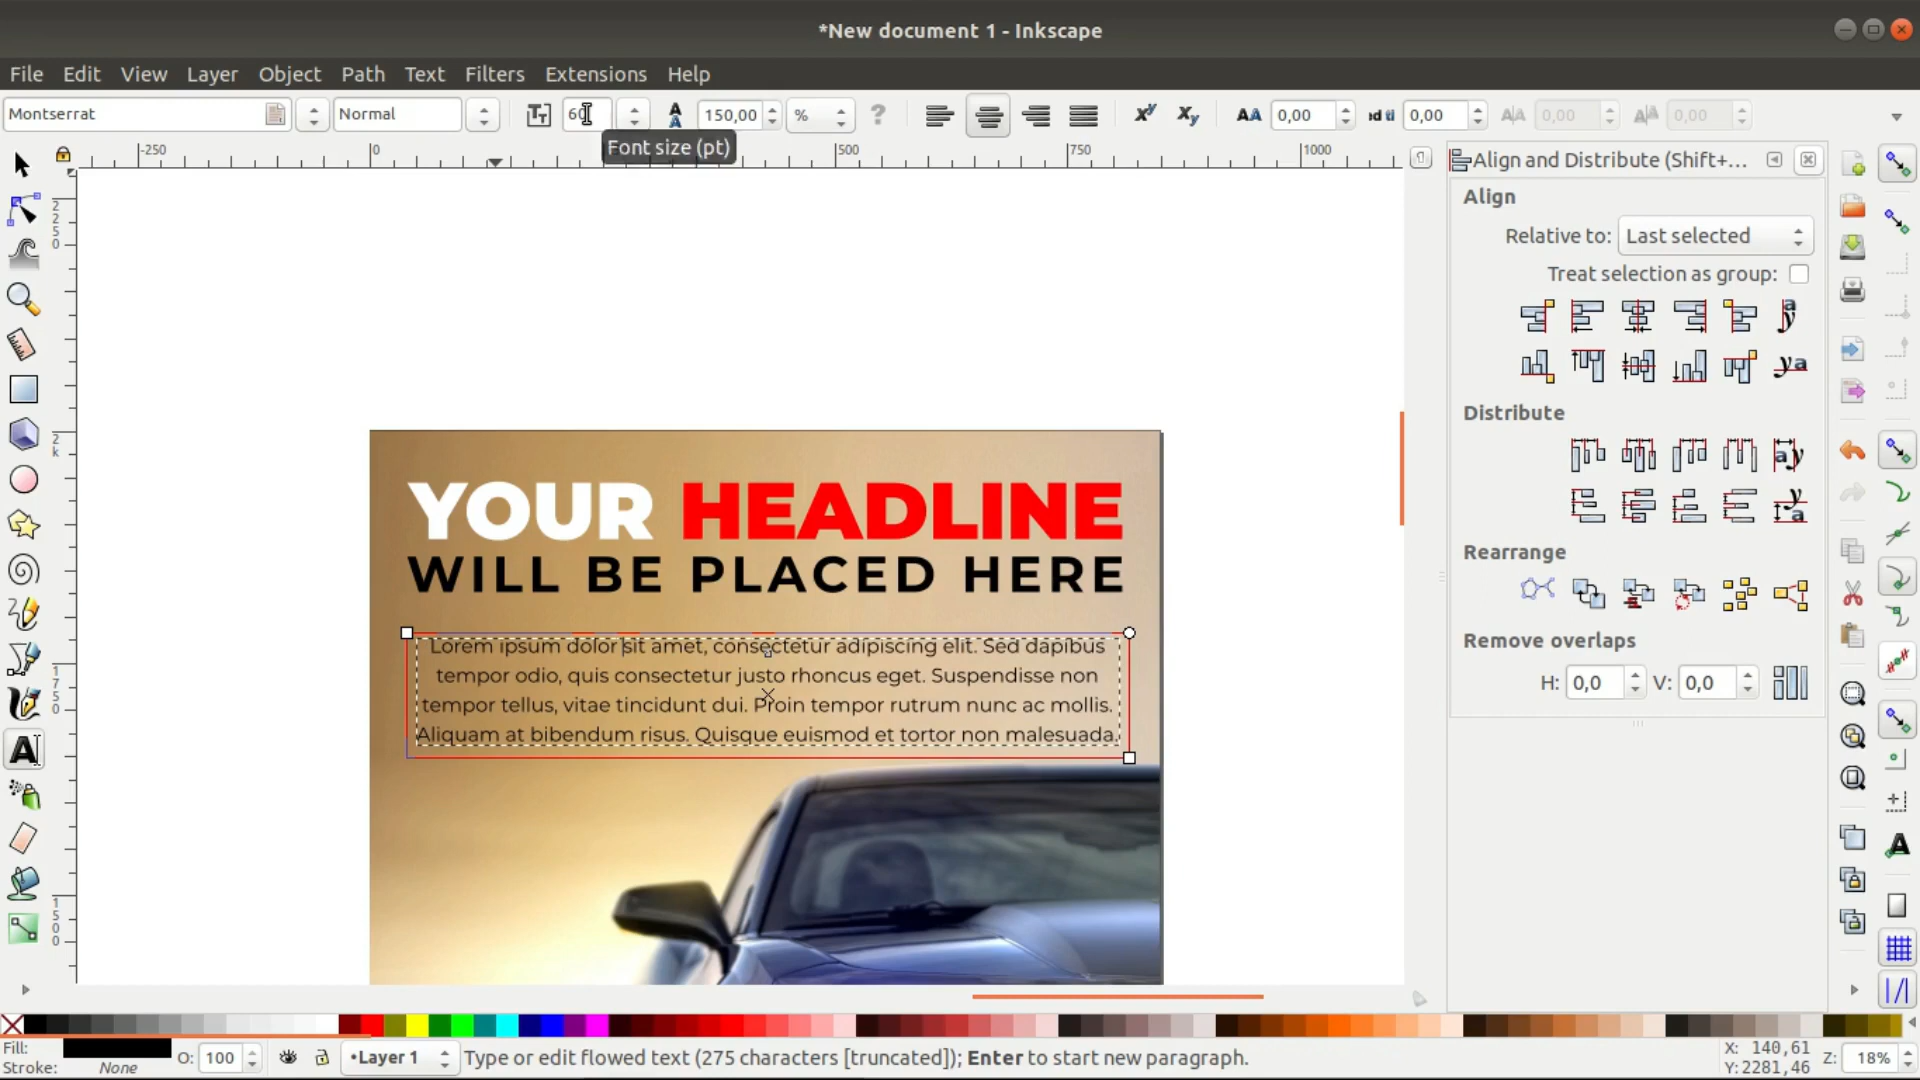 *New document 1 - Inkscape
File Edit View Layer Object Path Text Filters Extensions Help
Montserrat Normal 60 150,00 % ? 0,00 0,00 0,00 0,00
Font size (pt)
-250 0 500 750 1000
Align and Distribute (Shift+...
Align
Relative to: Last selected
Treat selection as group:
Distribute
Rearrange
Remove overlaps
H: 0,0 V: 0,0
YOUR HEADLINE
WILL BE PLACED HERE
Lorem ipsum dolor sit amet, consectetur adipiscing elit. Sed dapibus
tempor odio, quis consectetur justo rhoncus eget. Suspendisse non
tempor tellus, vitae tincidunt dui. Proin tempor rutrum nunc ac mollis.
Aliquam at bibendum risus. Quisque euismod et tortor non malesuada.
Fill:
Stroke: None
O: 100
•Layer 1
Type or edit flowed text (275 characters [truncated]); Enter to start new paragraph.
X: 140,61
Y:2281,46
Z: 18%